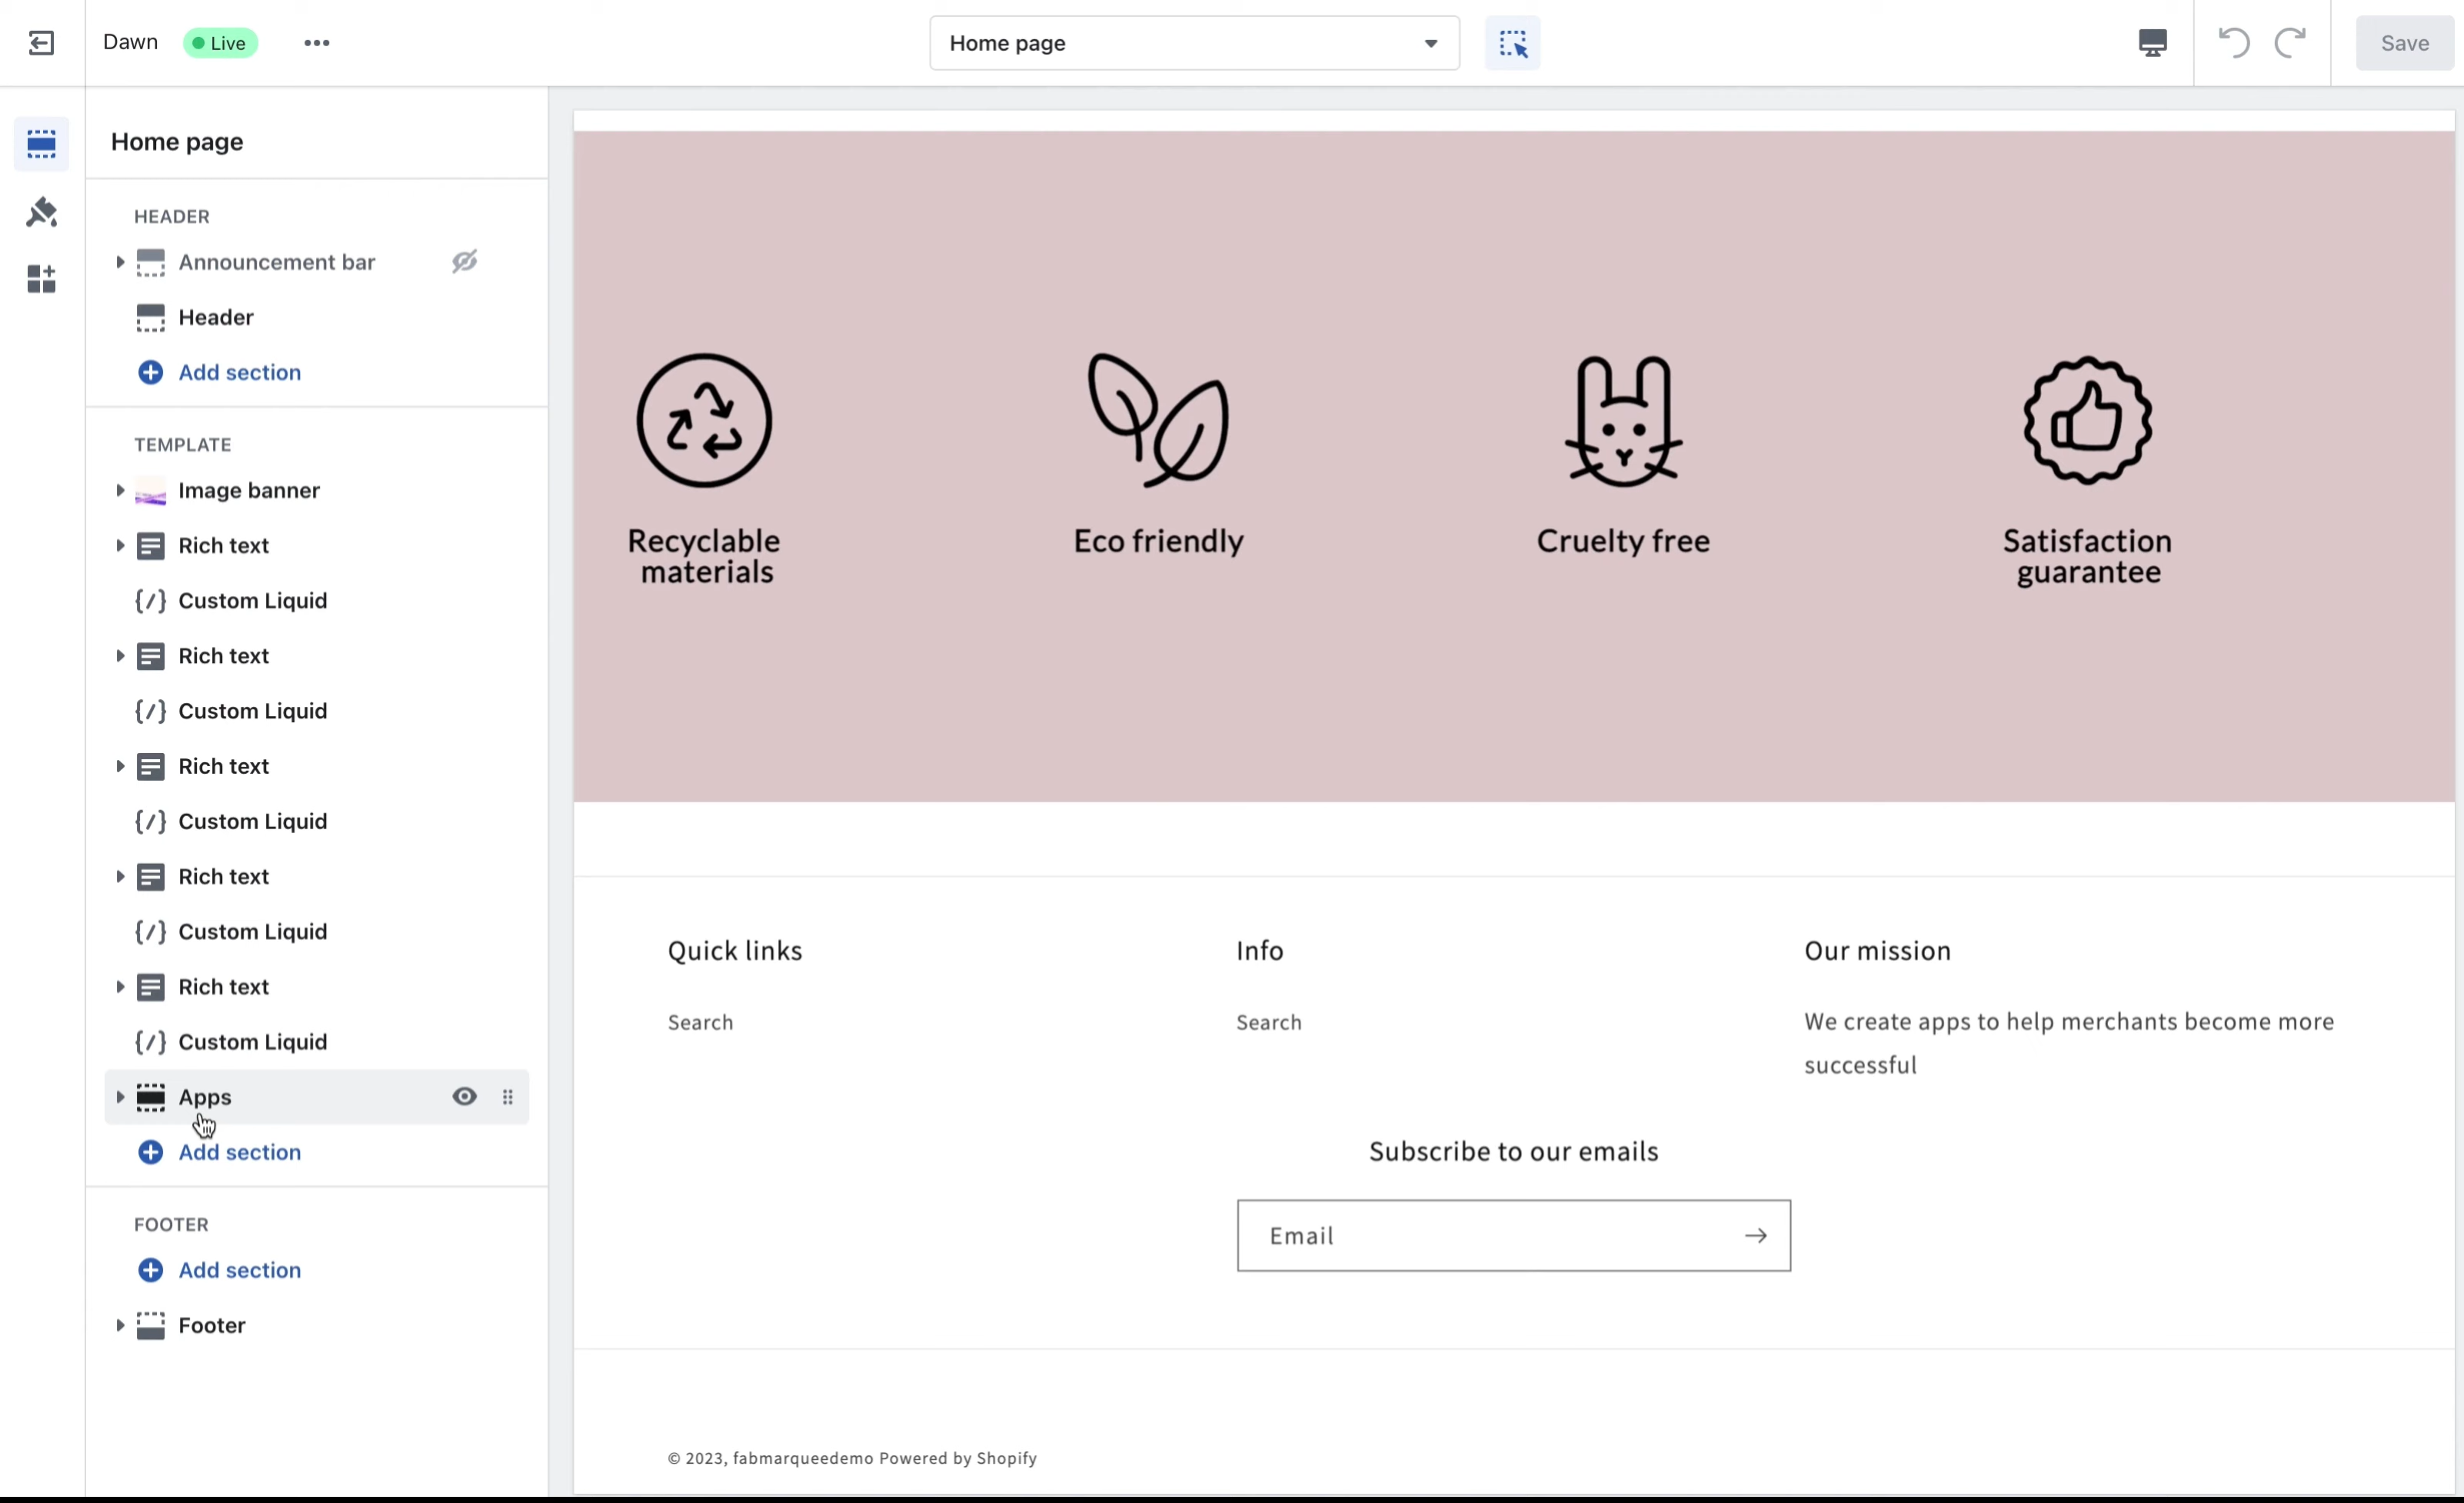 Dawn
Live
Home page
Save
Home page
HEADER
Announcement bar
Header
Add section
TEMPLATE
Image banner
Rich text
{/} Custom Liquid
Rich text
{/} Custom Liquid
Rich text
{/} Custom Liquid
Rich text
{/} Custom Liquid
Rich text
{/} Custom Liquid
Apps
Add section
FOOTER
Add section
Footer
Recyclable
materials
Eco friendly
Cruelty free
Satisfaction
guarantee
Quick links
Search
Info
Search
Our mission
We create apps to help merchants become more
successful
Subscribe to our emails
Email
© 2023, fabmarqueedemo Powered by Shopify